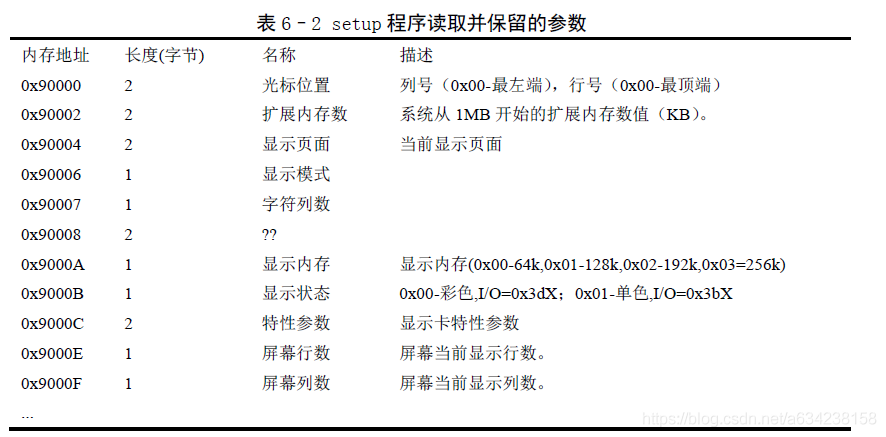 表 6-2 setup 程序读取并保留的参数
内存地址 长度(字节) 名称 描述
0x90000 2 光标位置 列号（0x00-最左端），行号（0x00-最顶端）
0x90002 2 扩展内存数 系统从 1MB 开始的扩展内存数值（KB）。
0x90004 2 显示页面 当前显示页面
0x90006 1 显示模式
0x90007 1 字符列数
0x90008 2 ??
0x9000A 1 显示内存 显示内存(0x00-64k,0x01-128k,0x02-192k,0x03=256k)
0x9000B 1 显示状态 0x00-彩色,I/O=0x3dX；0x01-单色,I/O=0x3bX
0x9000C 2 特性参数 显示卡特性参数
0x9000E 1 屏幕行数 屏幕当前显示行数。
0x9000F 1 屏幕列数 屏幕当前显示列数。
...
https://blog.csdn.net/a634238158